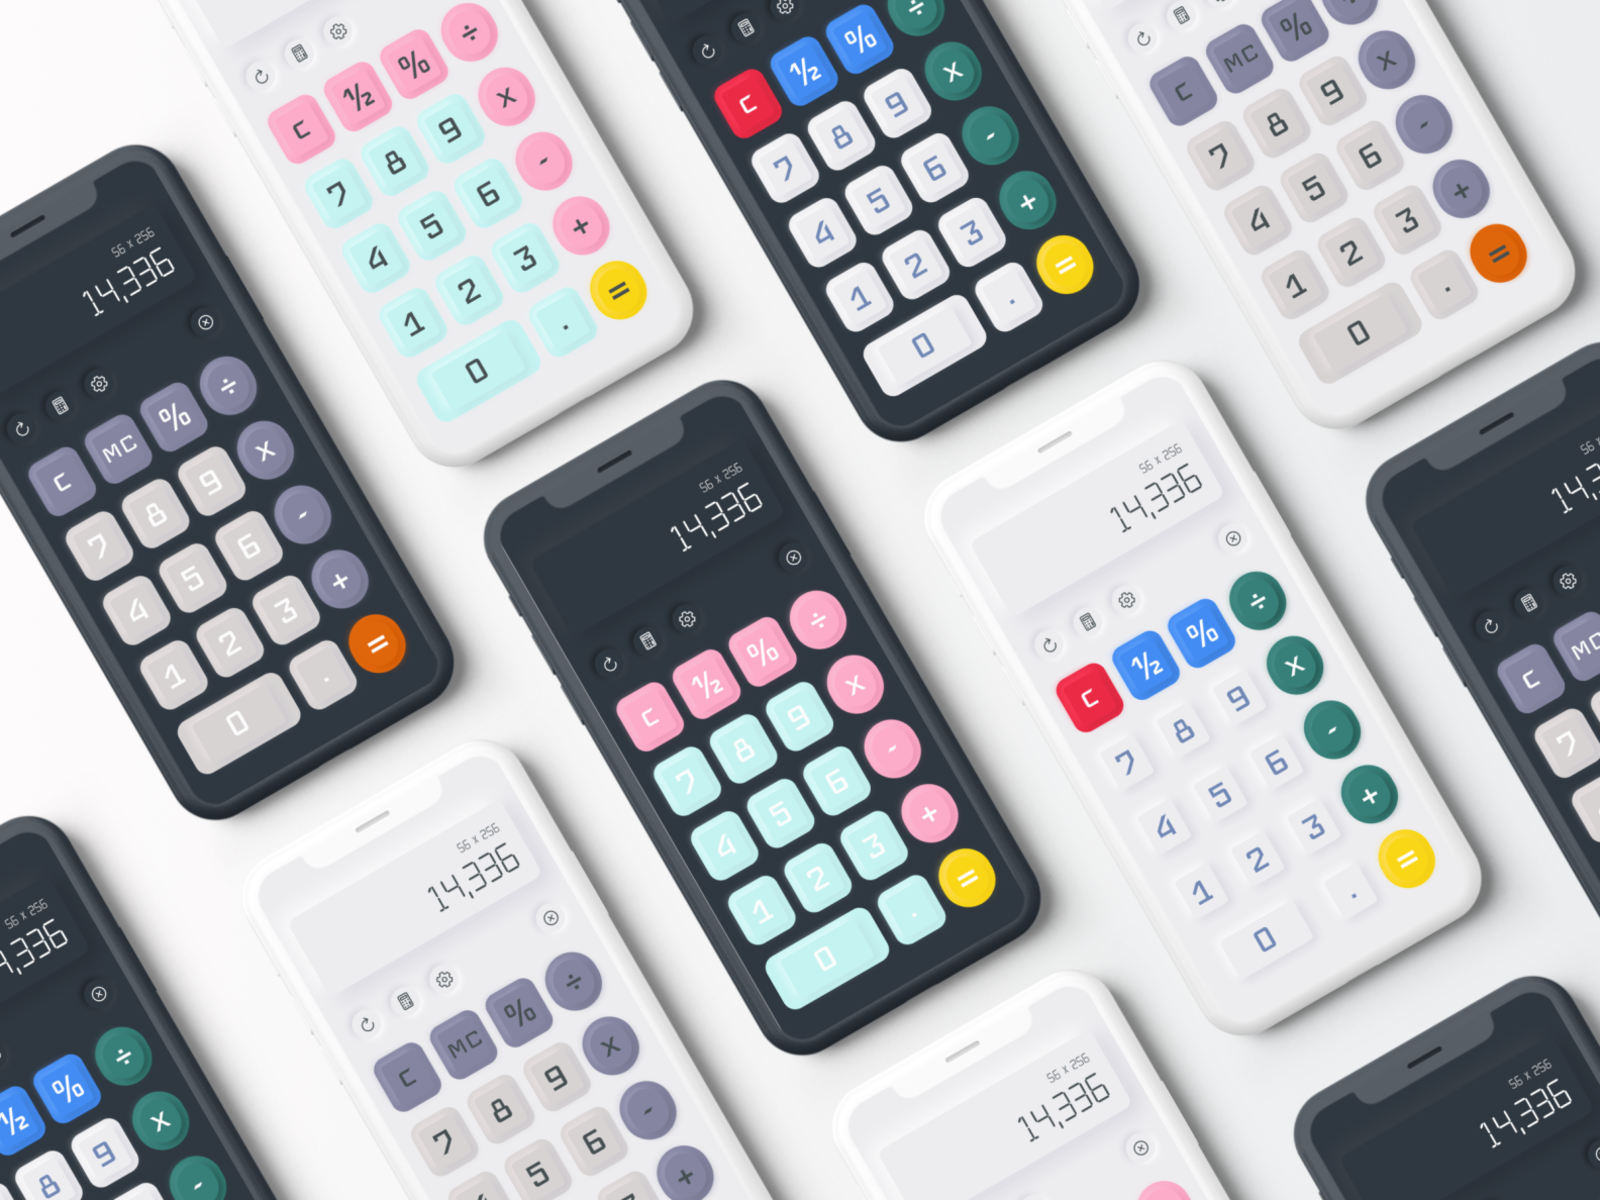 C ½ % ÷
7 8 9 x
4 5 6 -
1 2 3 +
0 . =
C ½ % ÷
7 8 9 x
4 5 6 -
1 2 3 +
0 . =
C MC % ÷
7 8 9 x
4 5 6 -
1 2 3 +
0 . =
56 x 256
14,336
C MC % ÷
7 8 9 x
4 5 6 -
1 2 3 +
0 . =
56 x 256
14,336
C ½ % ÷
7 8 9 x
4 5 6 -
1 2 3 +
0 . =
56 x 256
14,336
C ½ % ÷
7 8 9 x
4 5 6 -
1 2 3 +
0 . =
56 x
14,3
C MC
7
56 x 256
4,336
½ % ÷
8 9 x
-
56 x 256
14,336
C MC % ÷
7 8 9 x
5 6 -
+
56 x 256
14,336
56 x 256
14,336